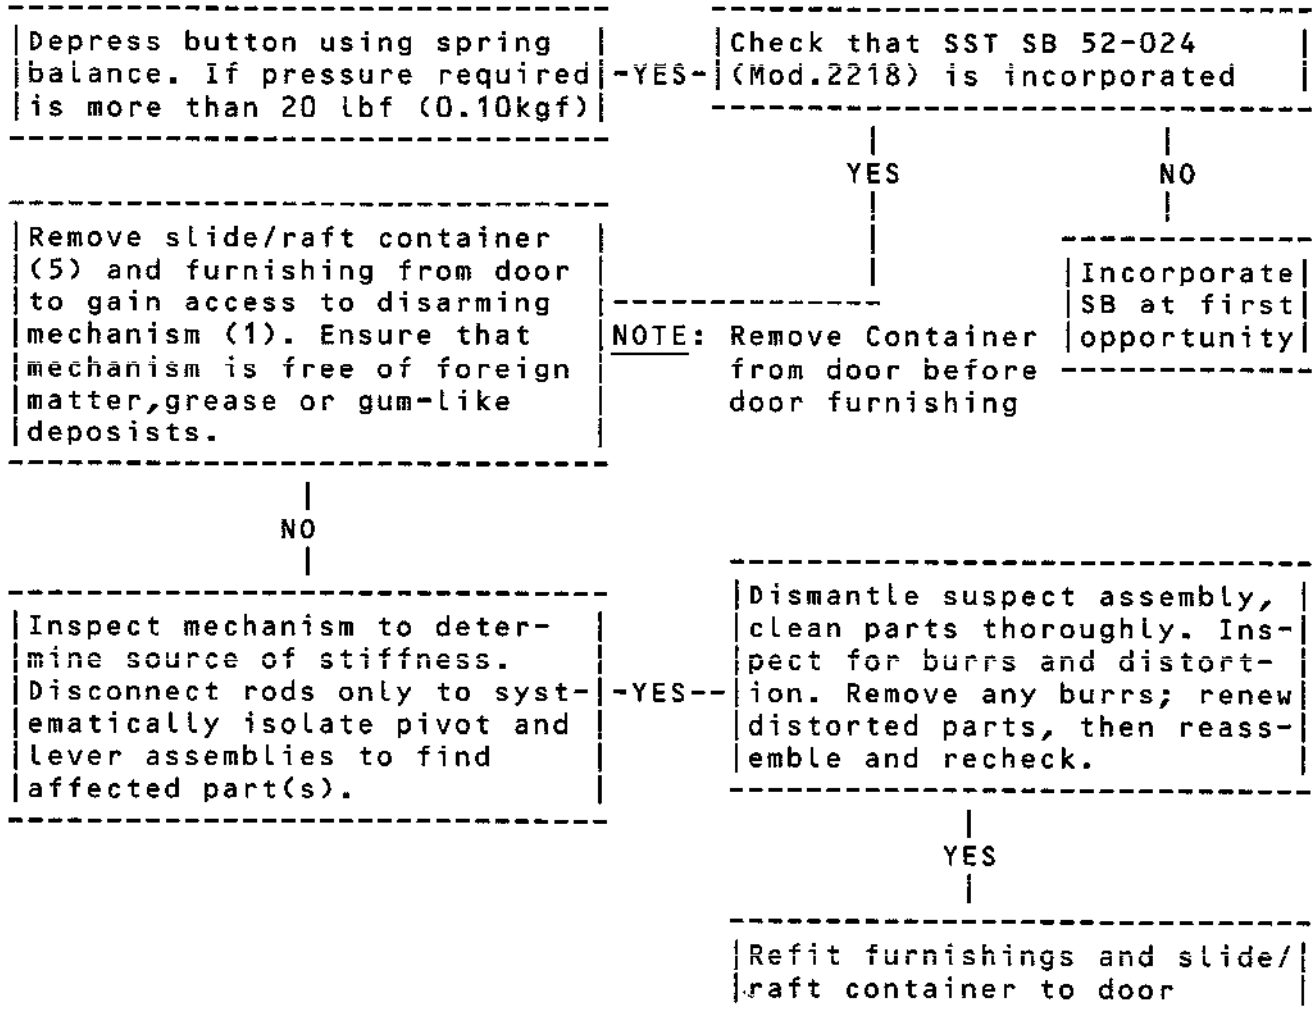 Depress button using spring
balance. If pressure required
is more than 20 lbf (0.10kgf)
-YES-
Check that SST SB 52-024
(Mod.2218) is incorporated
YES
NO
Remove slide/raft container
(5) and furnishing from door
to gain access to disarming
mechanism (1). Ensure that
mechanism is free of foreign
matter,grease or gum-like
deposists.
NOTE: Remove Container
from door before
door furnishing
Incorporate
SB at first
opportunity
NO
Inspect mechanism to deter-
mine source of stiffness.
Disconnect rods only to syst-
ematically isolate pivot and
lever assemblies to find
affected part(s).
-YES--
Dismantle suspect assembly,
clean parts thoroughly. Ins-
pect for burrs and distort-
ion. Remove any burrs; renew
distorted parts, then reass-
emble and recheck.
YES
Refit furnishings and slide/
raft container to door